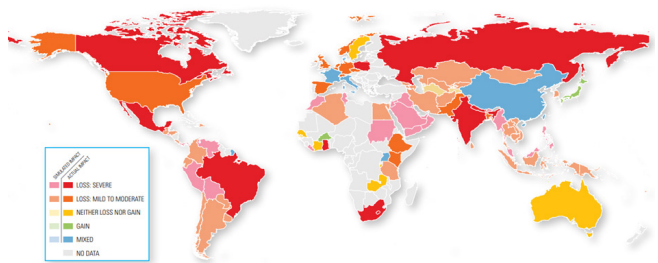 SIMULATED IMPACT
ACTUAL IMPACT
LOSS: SEVERE
LOSS: MILD TO MODERATE
NEITHER LOSS NOR GAIN
GAIN
MIXED
NO DATA